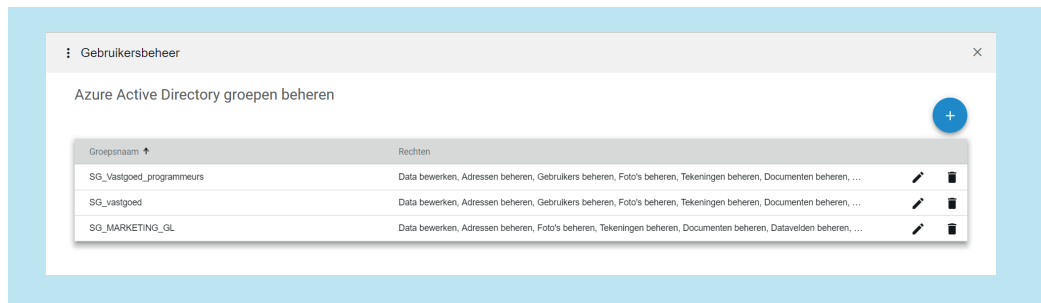 Gebruikersbeheer
Azure Active Directory groepen beheren
Groepsnaam ↑ Rechten
SG_Vastgoed_programmeurs Data bewerken, Adressen beheren, Gebruikers beheren, Foto's beheren, Tekeningen beheren, Documenten beheren, ...
SG_vastgoed Data bewerken, Adressen beheren, Gebruikers beheren, Foto's beheren, Tekeningen beheren, Documenten beheren, ...
SG_MARKETING_GL Data bewerken, Adressen beheren, Foto's beheren, Tekeningen beheren, Documenten beheren, Datavelden beheren, ...